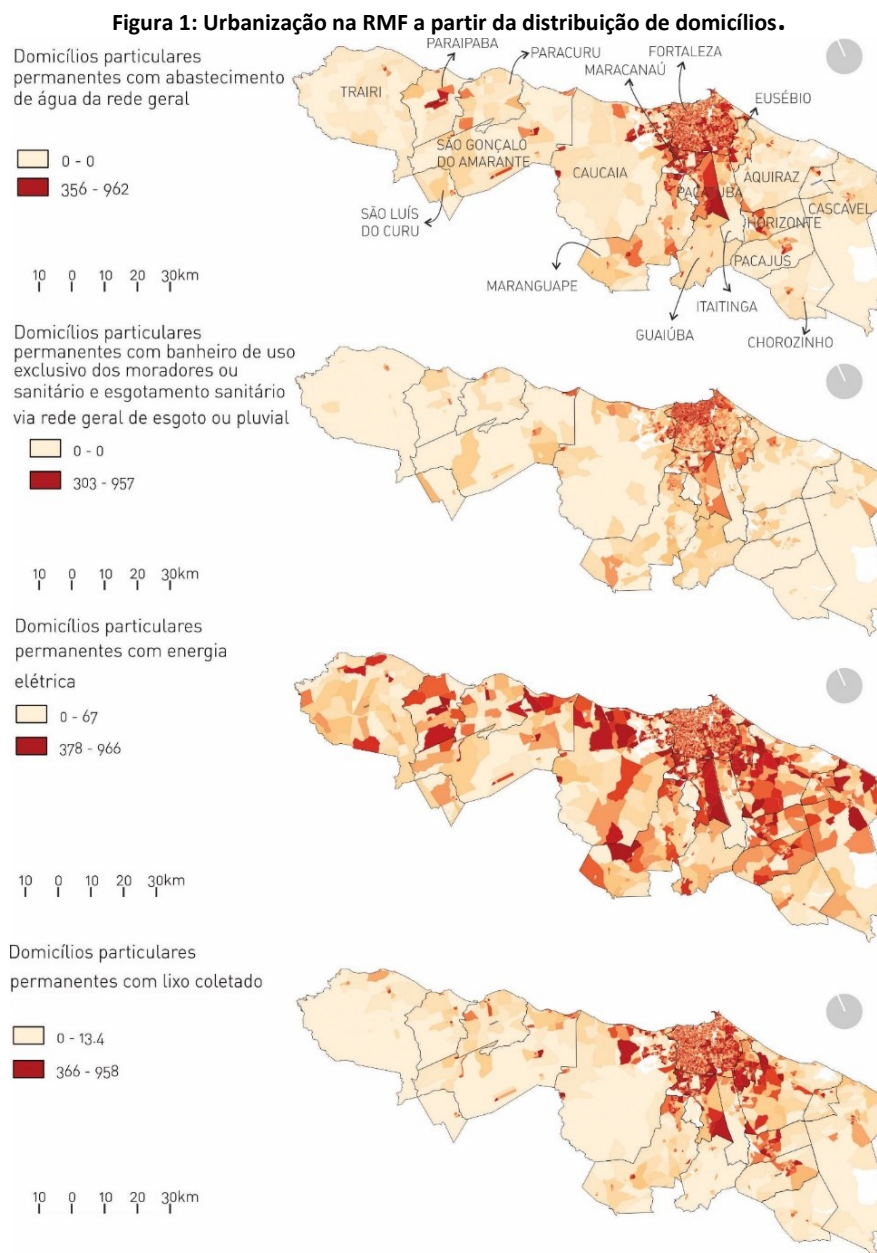 Figura 1: Urbanização na RMF a partir da distribuição de domicílios.
Domicílios particulares
permanentes com abastecimento
de água da rede geral
0 - 0
356 - 962
10 0 10 20 30km
PARAIPABA
PARACURU
FORTALEZA
MARACANAÚ
EUSÉBIO
TRAIRI
SÃO GONÇALO
DO AMARANTE
CAUCAIA
PACATUBA
AQUIRAZ
CASCAVEL
HORIZONTE
SÃO LUÍS
DO CURU
PACAJUS
MARANGUAPE
ITAITINGA
GUAIÚBA
CHOROZINHO
Domicílios particulares
permanentes com banheiro de uso
exclusivo dos moradores ou
sanitário e esgotamento sanitário
via rede geral de esgoto ou pluvial
0 - 0
303 - 957
10 0 10 20 30km
Domicílios particulares
permanentes com energia
elétrica
0 - 67
378 - 966
10 0 10 20 30km
Domicílios particulares
permanentes com lixo coletado
0 - 13.4
366 - 958
10 0 10 20 30km